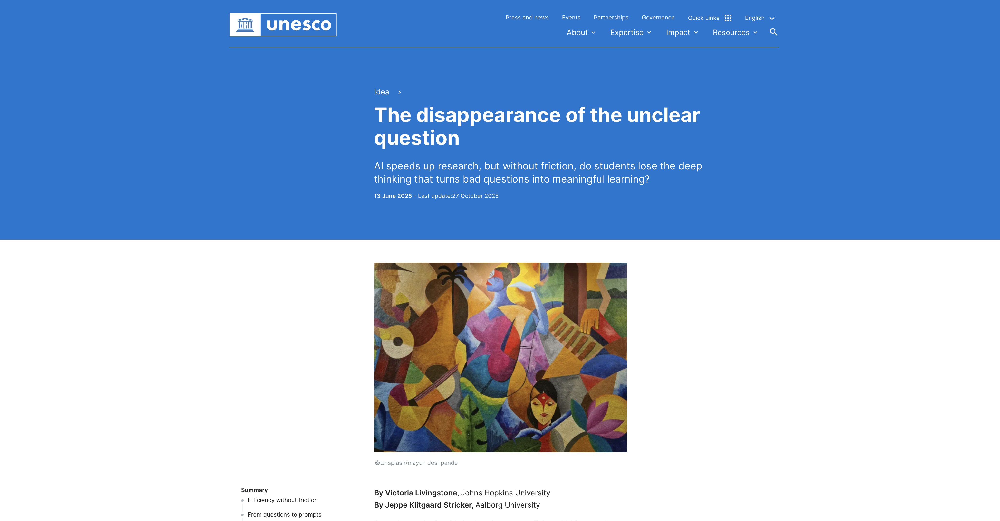 UNESCO
unesco
Press and news
Events
Partnerships
Governance
Quick Links
English
About
Expertise
Impact
Resources
Idea
The disappearance of the unclear
question
AI speeds up research, but without friction, do students lose the deep
thinking that turns bad questions into meaningful learning?
13 June 2025 - Last update:27 October 2025
©Unsplash/mayur_deshpande
Summary
Efficiency without friction
From questions to prompts
By Victoria Livingstone, Johns Hopkins University
By Jeppe Klitgaard Stricker, Aalborg University